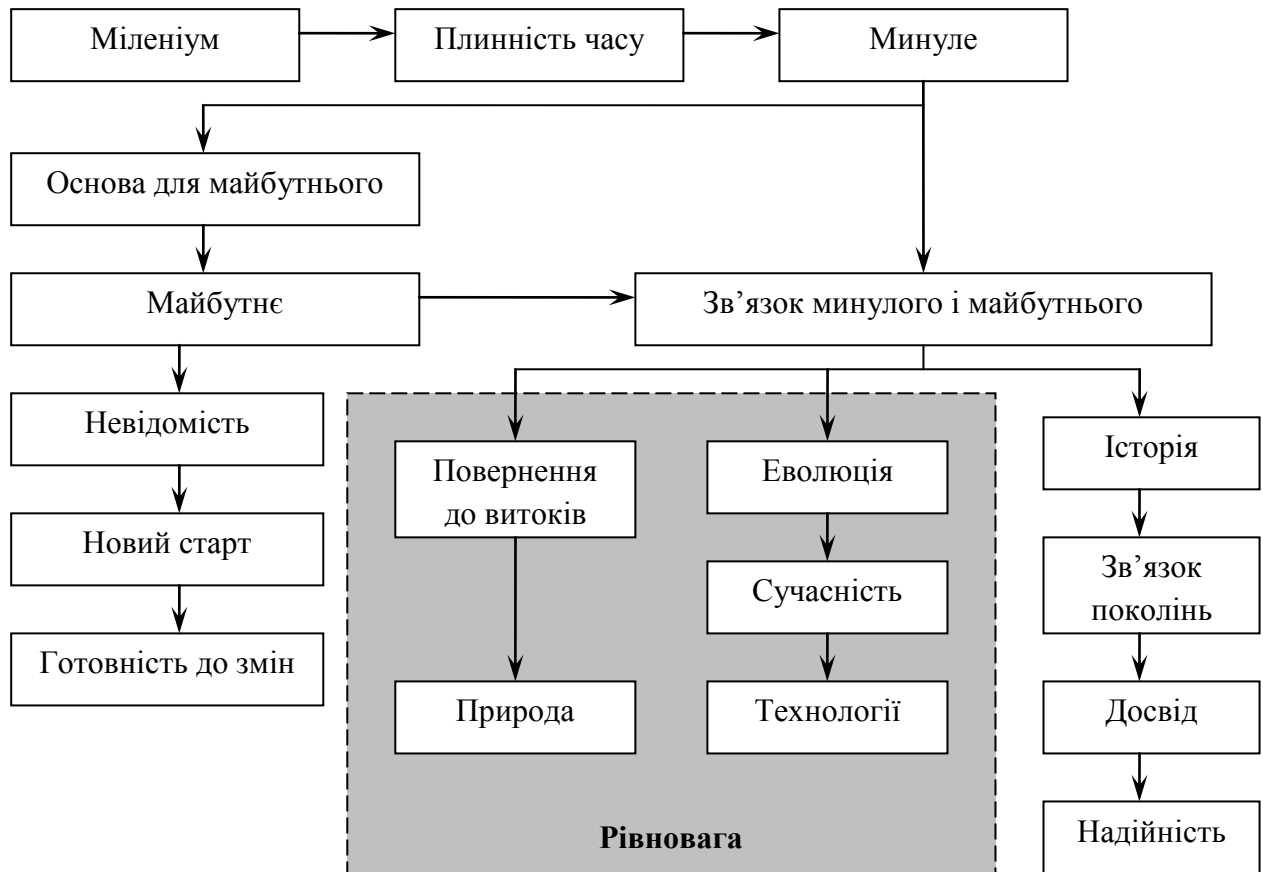 Міленіум
Плинність часу
Минуле
Основа для майбутнього
Майбутнє
Зв’язок минулого і майбутнього
Невідомість
Новий старт
Готовність до змін
Повернення
до витоків
Природа
Еволюція
Сучасність
Технології
Рівновага
Історія
Зв’язок
поколінь
Досвід
Надійність